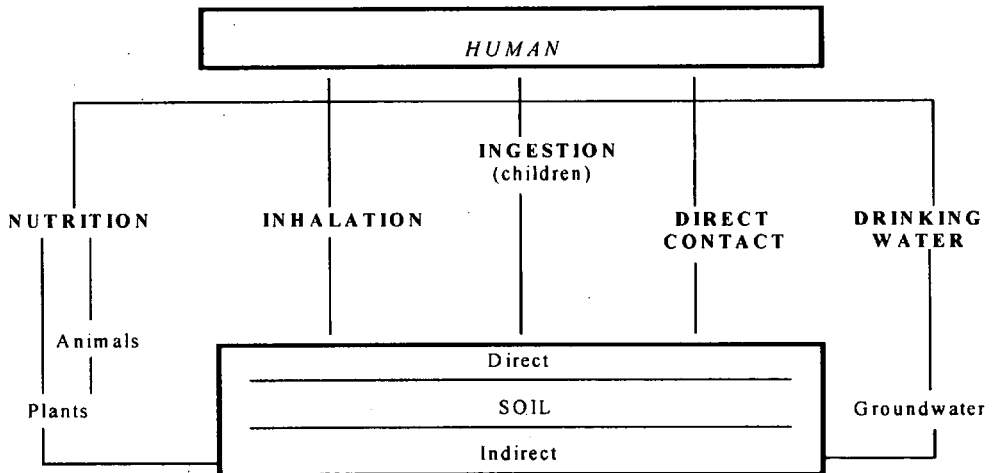 HUMAN
INGESTION
(children)
NUTRITION
INHALATION
DIRECT
CONTACT
DRINKING
WATER
Animals
Plants
Direct
SOIL
Indirect
Groundwater